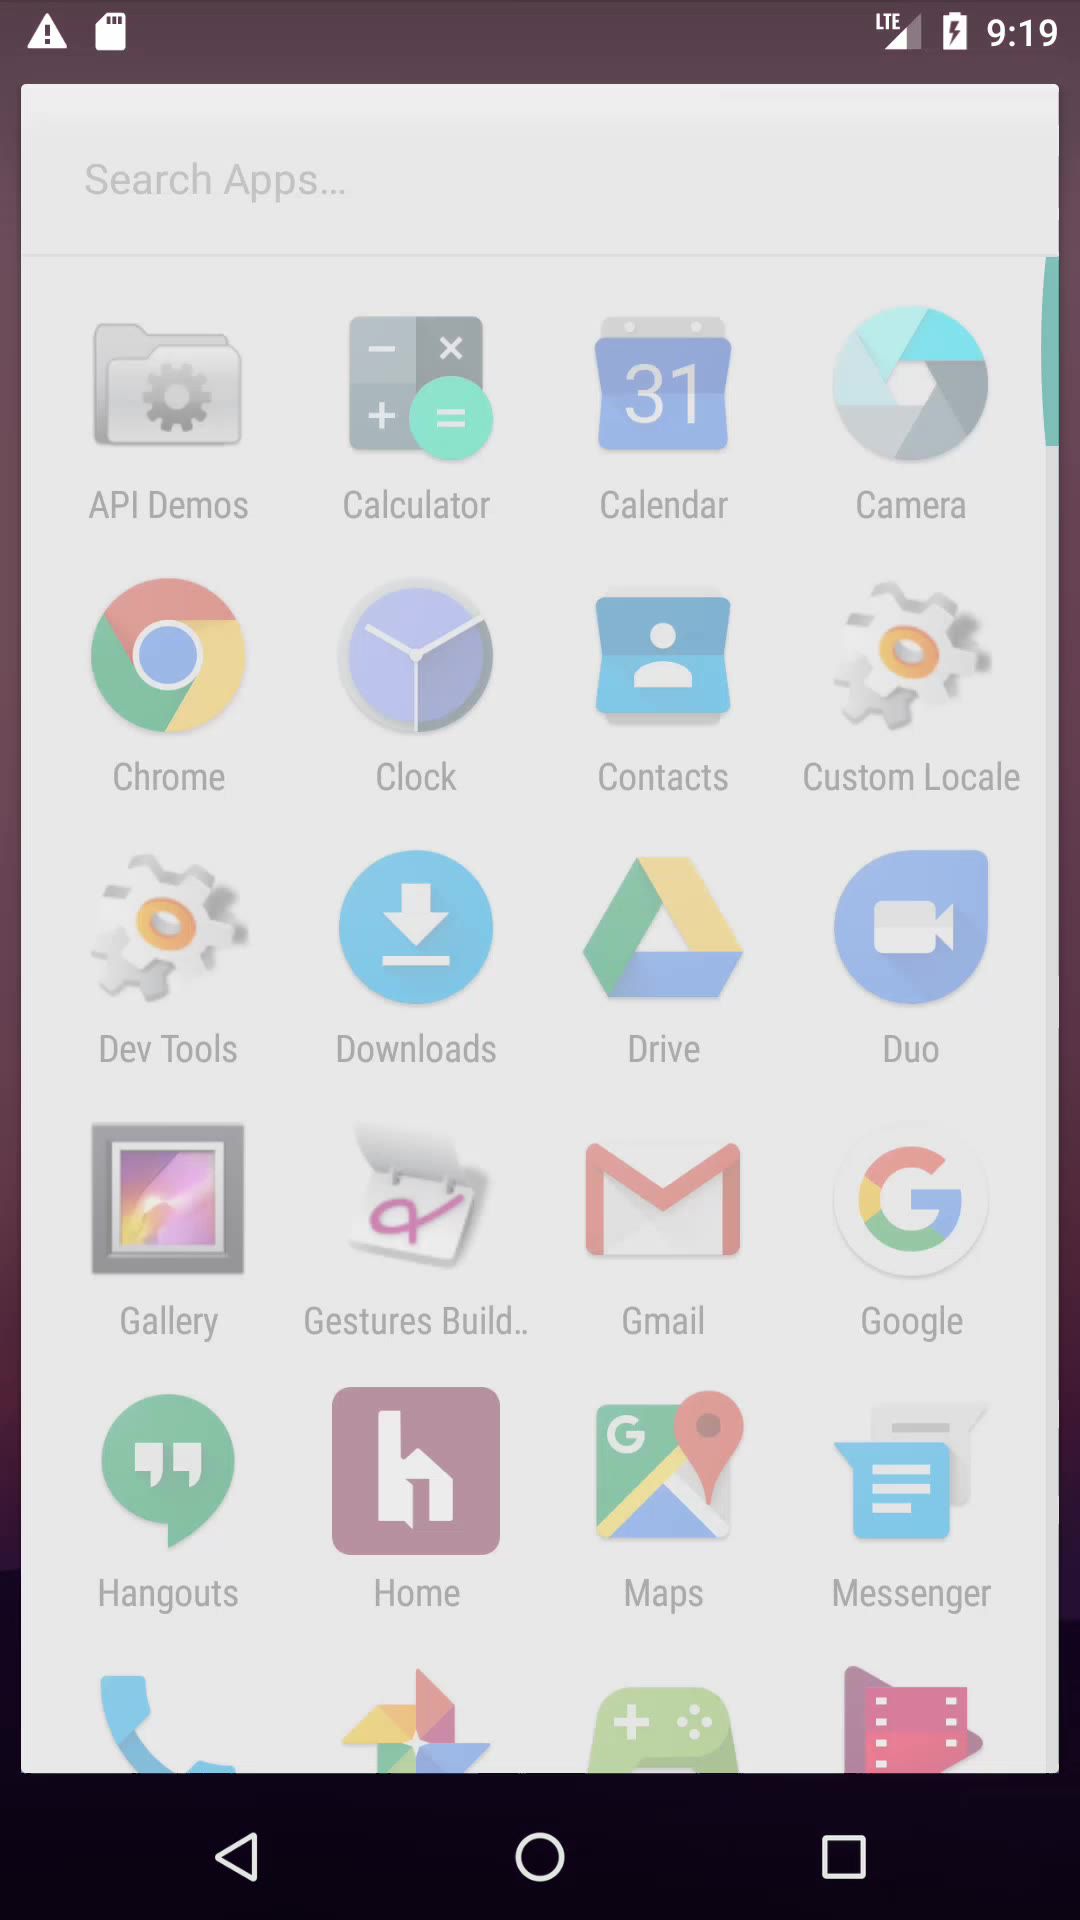 LTE 9:19
Search Apps...
31
API Demos Calculator Calendar Camera
Chrome Clock Contacts Custom Locale
Dev Tools Downloads Drive Duo
Gallery Gestures Build.. Gmail Google
Hangouts Home Maps Messenger